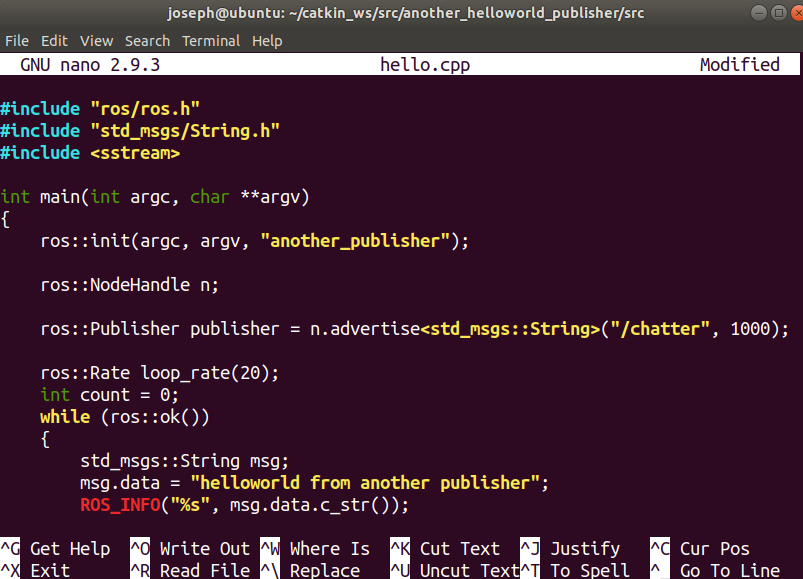 joseph@ubuntu: ~/catkin_ws/src/another_helloworld_publisher/src
File Edit View Search Terminal Help
GNU nano 2.9.3 hello.cpp Modified
#include "ros/ros.h"
#include "std_msgs/String.h"
#include <sstream>
int main(int argc, char **argv)
{
    ros::init(argc, argv, "another_publisher");
    ros::NodeHandle n;
    ros::Publisher publisher = n.advertise<std_msgs::String>("/chatter", 1000);
    ros::Rate loop_rate(20);
    int count = 0;
    while (ros::ok())
    {
        std_msgs::String msg;
        msg.data = "helloworld from another publisher";
        ROS_INFO("%s", msg.data.c_str());
^G Get Help ^O Write Out ^W Where Is ^K Cut Text ^J Justify ^C Cur Pos
^X Exit ^R Read File ^\ Replace ^U Uncut Text ^T To Spell ^_ Go To Line